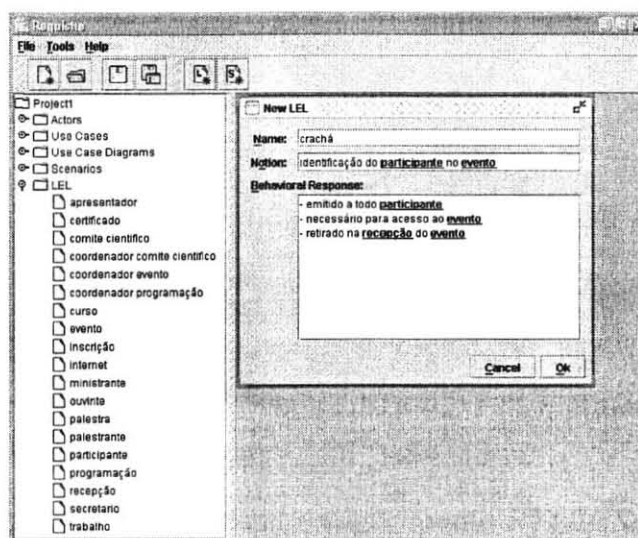 Requisite
File Tools Help
Project1
Actors
Use Cases
Use Case Diagrams
Scenarios
LEL
apresentador
certificado
comite cientifico
coordenador comite cientifico
coordenador evento
coordenador programação
curso
evento
inscrição
internet
ministrante
ouvinte
palestra
palestrante
participante
programação
recepção
secretario
trabalho
New LEL
Name: crachá
Notion: identificação do participante no evento
Behavioral Response:
- emitido a todo participante
- necessário para acesso ao evento
- retirado na recepção do evento
Cancel Ok